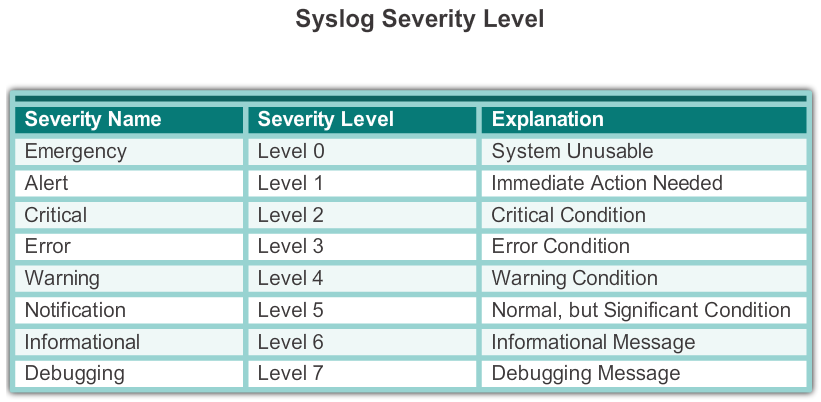 Syslog Severity Level
Severity Name Severity Level Explanation
Emergency Level 0 System Unusable
Alert Level 1 Immediate Action Needed
Critical Level 2 Critical Condition
Error Level 3 Error Condition
Warning Level 4 Warning Condition
Notification Level 5 Normal, but Significant Condition
Informational Level 6 Informational Message
Debugging Level 7 Debugging Message